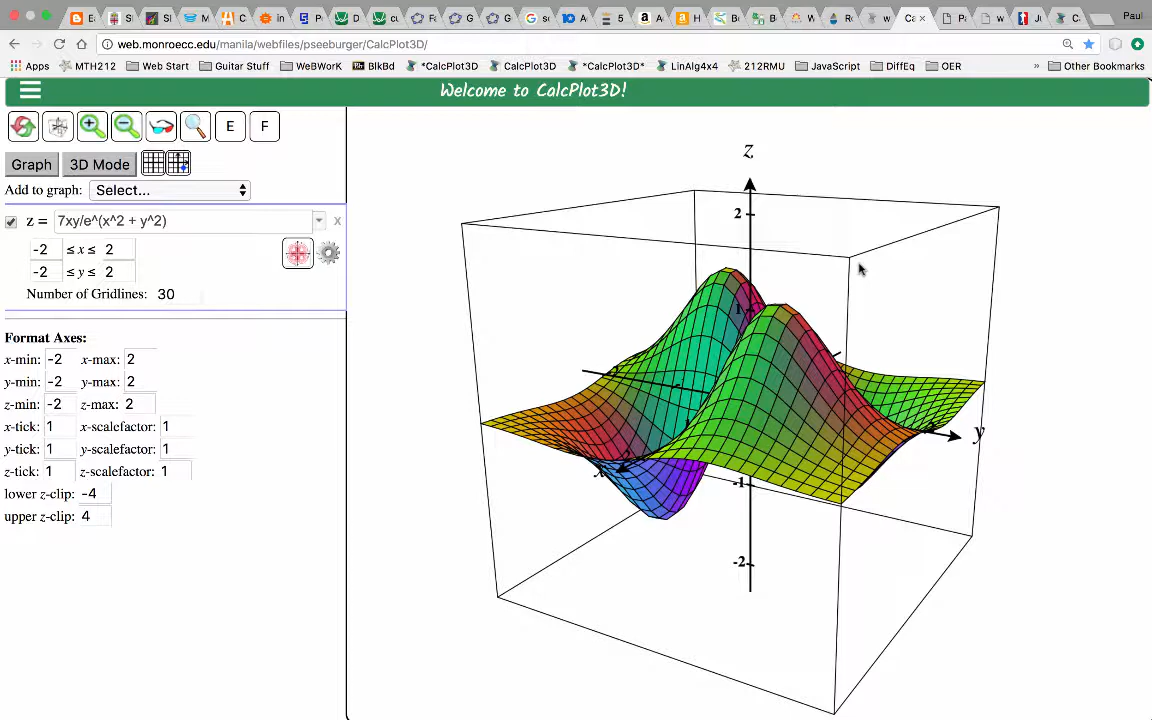 Paul
web.monroecc.edu/manila/webfiles/pseeburger/CalcPlot3D/
Apps MTH212 Web Start Guitar Stuff WeBWorK BlkBd *CalcPlot3D CalcPlot3D *CalcPlot3D* LinAlg4x4 212RMU JavaScript DiffEq OER » Other Bookmarks
Welcome to CalcPlot3D!
E F
Graph 3D Mode
Add to graph: Select...
z = 7xy/e^(x^2 + y^2) x
-2 ≤ x ≤ 2
-2 ≤ y ≤ 2
Number of Gridlines: 30
Format Axes:
x-min: -2 x-max: 2
y-min: -2 y-max: 2
z-min: -2 z-max: 2
x-tick: 1 x-scalefactor: 1
y-tick: 1 y-scalefactor: 1
z-tick: 1 z-scalefactor: 1
lower z-clip: -4
upper z-clip: 4
z
2
1
y
x
-1
-2